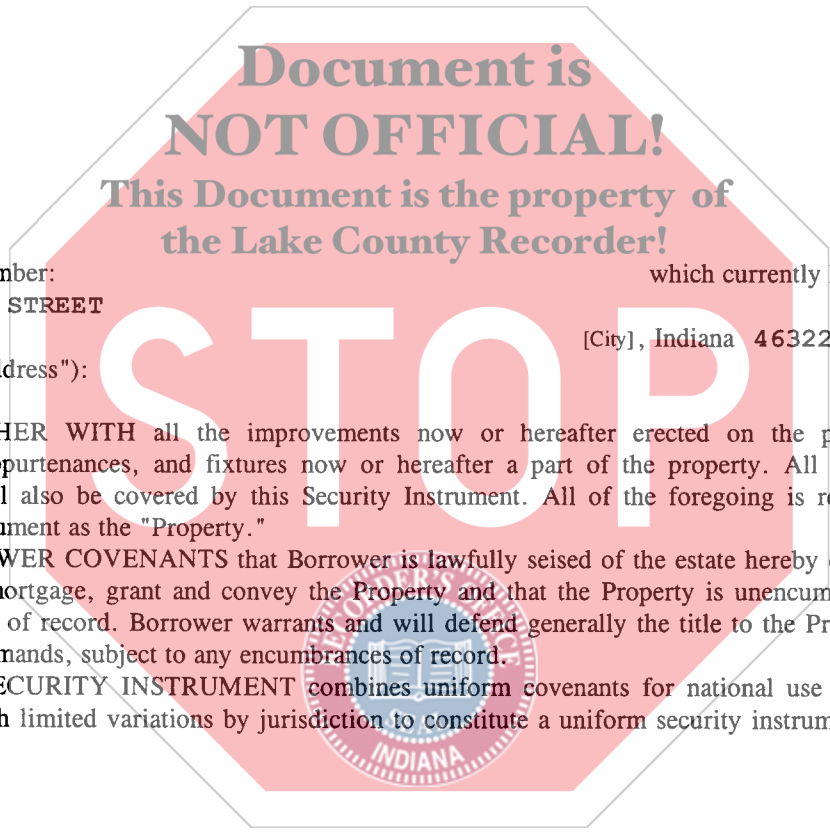 Document is
NOT OFFICIAL!
This Document is the property of
the Lake County Recorder!
mber: which currently
STREET
[City], Indiana 46322
ldress"):
STOP
HER WITH all the improvements now or hereafter erected on the p
purtenances, and fixtures now or hereafter a part of the property. All
l also be covered by this Security Instrument. All of the foregoing is re
ument as the "Property."
WER COVENANTS that Borrower is lawfully seised of the estate hereby
mortgage, grant and convey the Property and that the Property is unencum
of record. Borrower warrants and will defend generally the title to the Pr
mands, subject to any encumbrances of record.
ECURITY INSTRUMENT combines uniform covenants for national use
h limited variations by jurisdiction to constitute a uniform security instrum
RECORDER'S OFFICE
SEAL
INDIANA